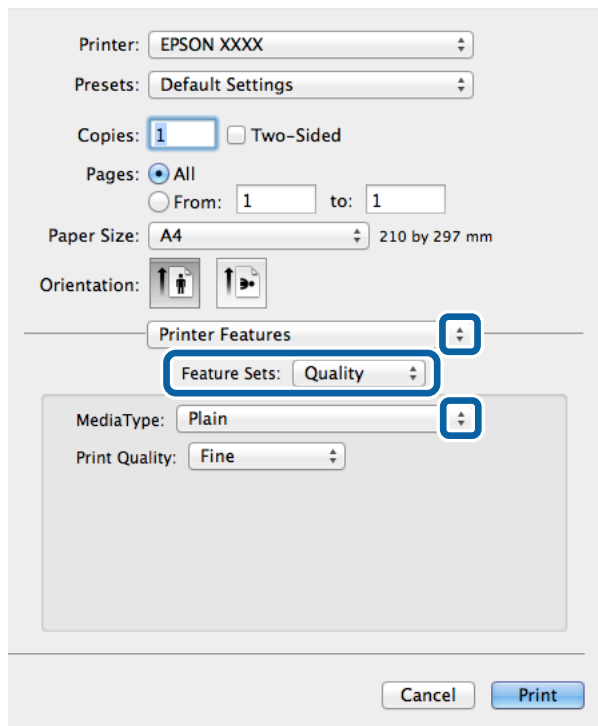 Printer: EPSON XXXX
Presets: Default Settings
Copies: 1 Two-Sided
Pages: All
From: 1 to: 1
Paper Size: A4 210 by 297 mm
Orientation:
Printer Features
Feature Sets: Quality
MediaType: Plain
Print Quality: Fine
Cancel Print